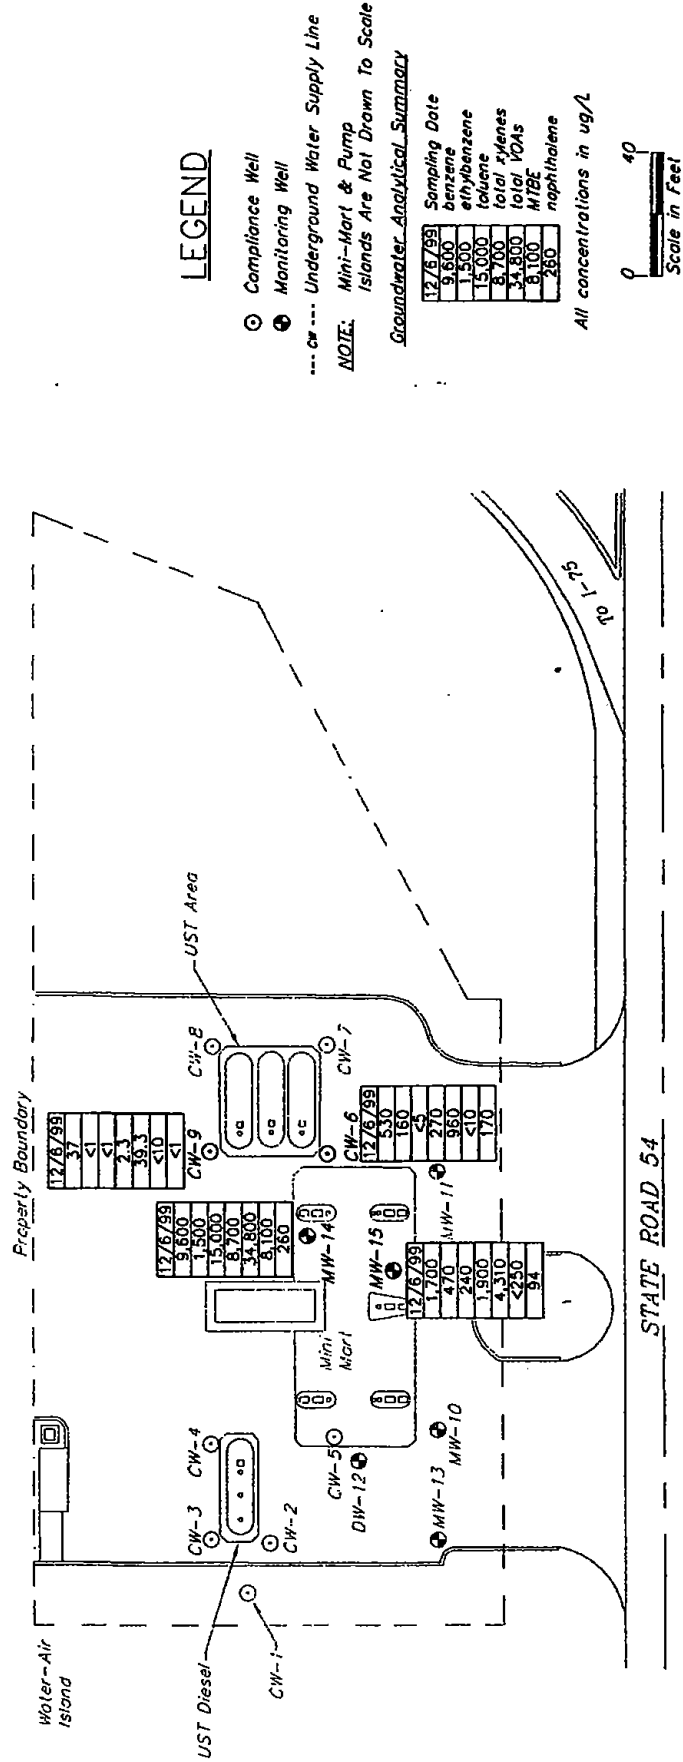 Water-Air
Island
Property Boundary
UST Diesel
CW-1
CW-3
CW-4
CW-2
CW-5
DW-12
MW-13
MW-10
Mini
Mart
12/6/99
9,600
1,500
15,000
8,700
34,800
8,100
260
MW-14
12/6/99
37
<1
<1
2.3
39.3
<10
<1
CW-9
CW-8
UST Area
CW-7
CW-6
12/6/99
530
160
<5
270
960
<10
170
MW-11
MW-15
12/6/99
1,700
470
240
1,900
4,310
<250
94
STATE ROAD 54
TO I-75
LEGEND
Compliance Well
Monitoring Well
--- CW --- Underground Water Supply Line
NOTE: Mini-Mart & Pump
Islands Are Not Drawn To Scale
Groundwater Analytical Summary
12/6/99 Sampling Date
9,600 benzene
1,500 ethylbenzene
15,000 toluene
8,700 total xylenes
34,800 total VOAs
8,100 MTBE
260 naphthalene
All concentrations in ug/L
0 40
Scale in Feet